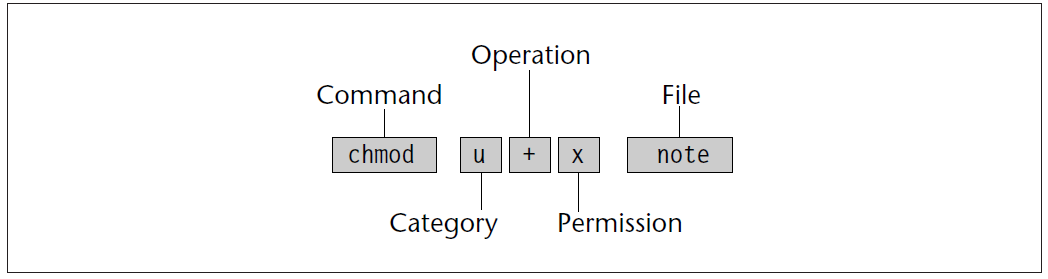 Operation
Command File
chmod u + x note
Category Permission